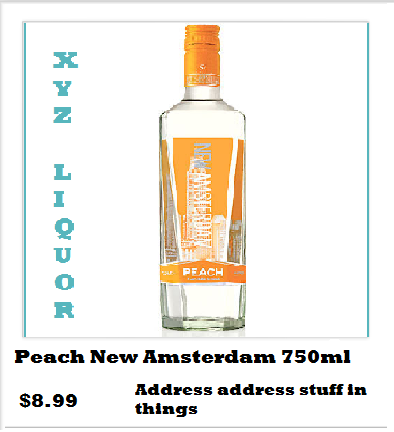 XYZ LIQUOR
NEW AMSTERDAM
PEACH
Peach New Amsterdam 750ml
$8.99
Address address stuff in
things